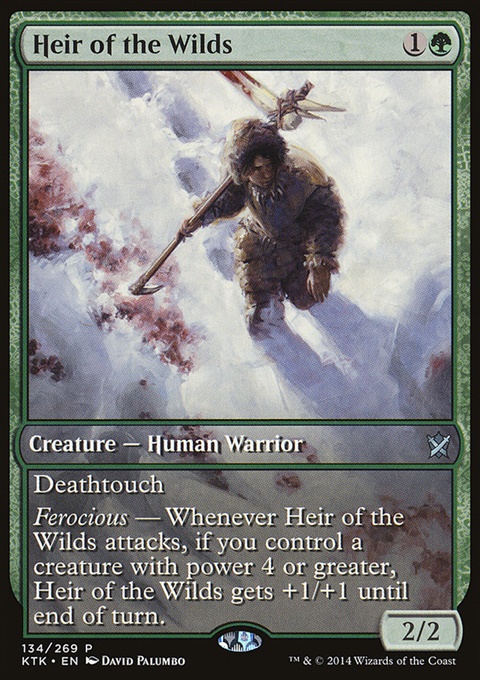 Heir of the Wilds 1
Creature — Human Warrior
Deathtouch
Ferocious — Whenever Heir of the
Wilds attacks, if you control a
creature with power 4 or greater,
Heir of the Wilds gets +1/+1 until
end of turn.
2/2
134/269 P
KTK • EN David Palumbo
™ & © 2014 Wizards of the Coast